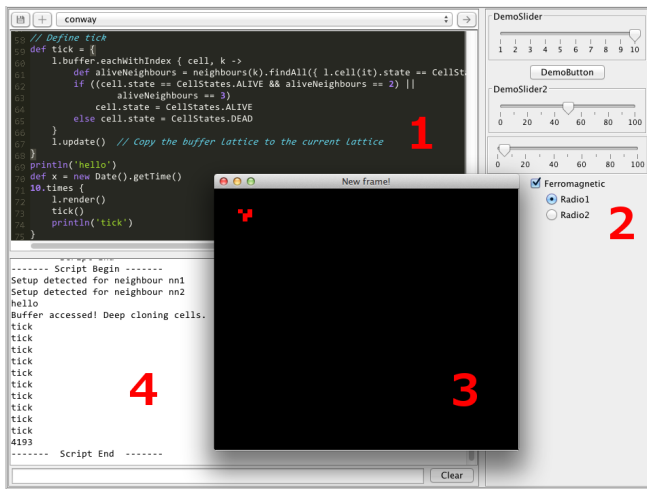 conway
58 // Define tick
59 def tick = {
60 l.buffer.eachWithIndex { cell, k ->
61 def aliveNeighbours = neighbours(k).findAll({ l.cell(it).state == CellSta
62 if ((cell.state == CellStates.ALIVE && aliveNeighbours == 2) ||
63 aliveNeighbours == 3)
64 cell.state = CellStates.ALIVE
65 else cell.state = CellStates.DEAD
66 }
67 l.update() // Copy the buffer lattice to the current lattice
68 }
69 println('hello')
70 def x = new Date().getTime()
71 10.times {
72 l.render()
73 tick()
74 println('tick')
75 }
1
DemoSlider
1 2 3 4 5 6 7 8 9 10
DemoButton
DemoSlider2
0 20 40 60 80 100
0 20 40 60 80 100
Ferromagnetic
Radio1
Radio2
2
New frame!
3
------- Script Begin -------
Setup detected for neighbour nn1
Setup detected for neighbour nn2
hello
Buffer accessed! Deep cloning cells.
tick
tick
tick
tick
tick
tick
tick
tick
tick
tick
4193
------- Script End -------
4
Clear